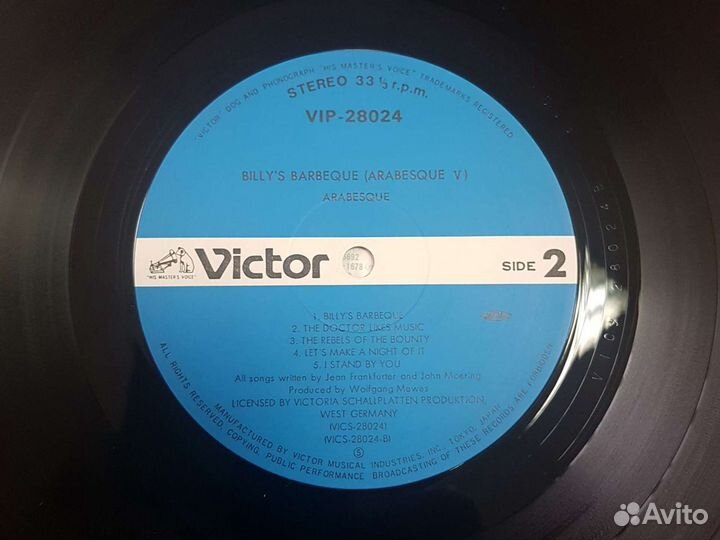 "VICTOR" DOG AND PHONOGRAPH "HIS MASTER'S VOICE" TRADEMARKS REGISTERED
STEREO 33⅓r.p.m.
VIP-28024
BILLY'S BARBEQUE (ARABESQUE V)
ARABESQUE
"HIS MASTER'S VOICE"
Victor
SIDE 2
1. BILLY'S BARBEQUE
2. THE DOCTOR LIKES MUSIC
3. THE REBELS OF THE BOUNTY
4. LET'S MAKE A NIGHT OF IT
5. I STAND BY YOU
All songs written by Jean Frankfurter and John Moering
Produced by Wolfgang Mewes
LICENSED BY VICTORIA SCHALLPLATTEN PRODUKTION,
WEST GERMANY
(VICS-28024)
(VICS-28024-B)
S
MANUFACTURED BY VICTOR MUSICAL INDUSTRIES, INC. TOKYO, JAPAN
ALL RIGHTS RESERVED. COPYING, PUBLIC PERFORMANCE BROADCASTING OF THESE RECORDS ARE FORBIDDEN.
Avito